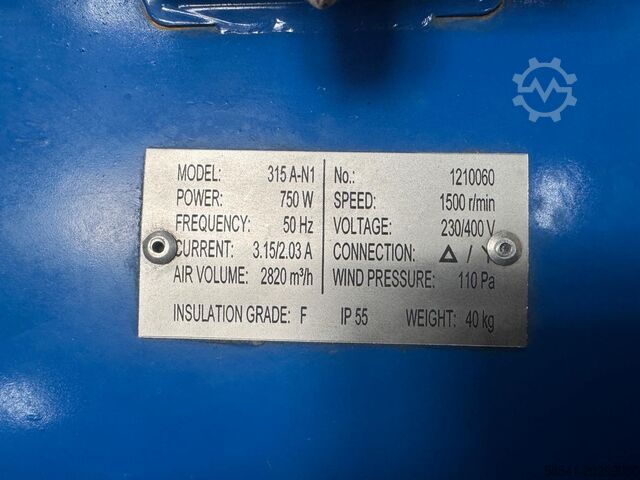 MODEL: 315 A-N1 No.: 1210060
POWER: 750 W SPEED: 1500 r/min
FREQUENCY: 50 Hz VOLTAGE: 230/400 V
CURRENT: 3.15/2.03 A CONNECTION: Δ / Y
AIR VOLUME: 2820 m³/h WIND PRESSURE: 110 Pa
INSULATION GRADE: F IP 55 WEIGHT: 40 kg